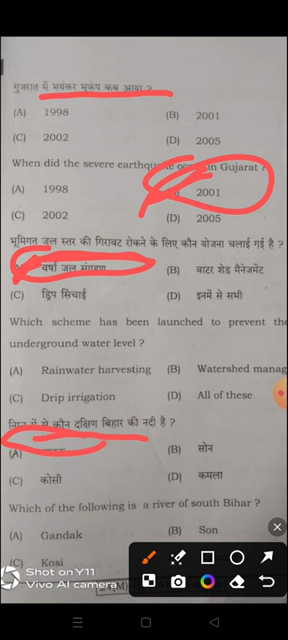 गुजरात में भयंकर भूकंप कब आया ?
(A) 1998 (B) 2001
(C) 2002 (D) 2005
When did the severe earthquake in Gujarat ?
(A) 1998 2001
(C) 2002 (D) 2005
भूमिगत जल स्तर की गिरावट रोकने के लिए कौन योजना चलाई गई है ?
वर्षा जल संग्रहण (B) वाटर शेड मैनेजमेंट
(C) ड्रिप सिंचाई (D) इनमें से सभी
Which scheme has been launched to prevent the
underground water level ?
(A) Rainwater harvesting (B) Watershed manag
(C) Drip irrigation (D) All of these
में से कौन दक्षिण बिहार की नदी है ?
(A) (B) सोन
(C) कोसी (D) कमला
Which of the following is a river of south Bihar ?
(A) Gandak (B) Son
(C) Kosi
Shot on Y11
Vivo AI camera